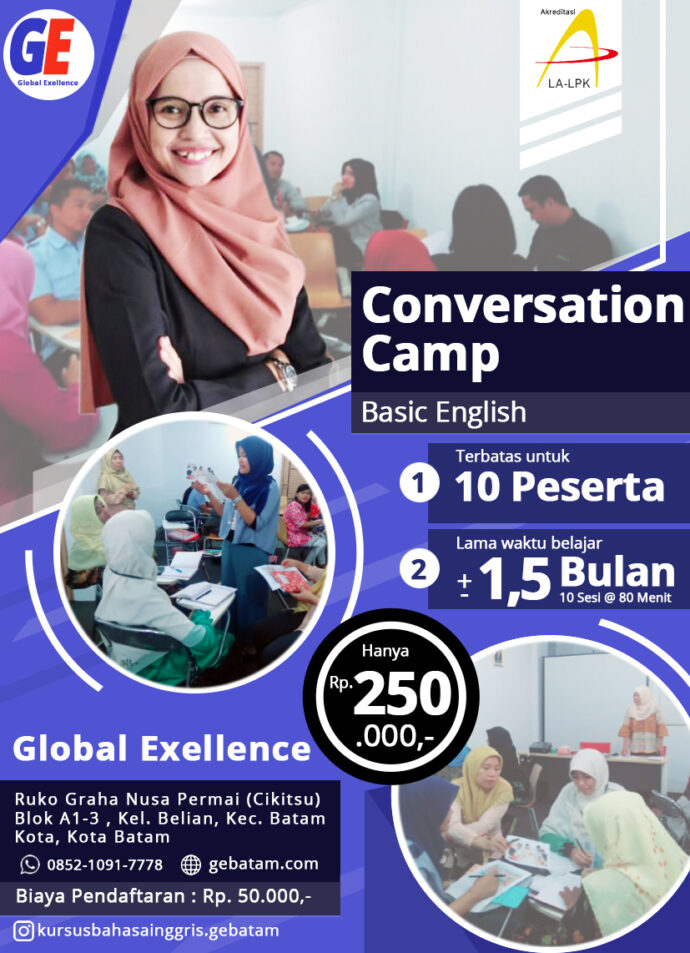 GE
Global Exellence
Akreditasi
LA-LPK
Conversation
Camp
Basic English
1
Terbatas untuk
10 Peserta
2
Lama waktu belajar
± 1,5 Bulan
10 Sesi @ 80 Menit
Hanya
Rp. 250
.000,-
Global Exellence
Ruko Graha Nusa Permai (Cikitsu)
Blok A1-3 , Kel. Belian, Kec. Batam
Kota, Kota Batam
0852-1091-7778 gebatam.com
Biaya Pendaftaran : Rp. 50.000,-
kursusbahasainggris.gebatam